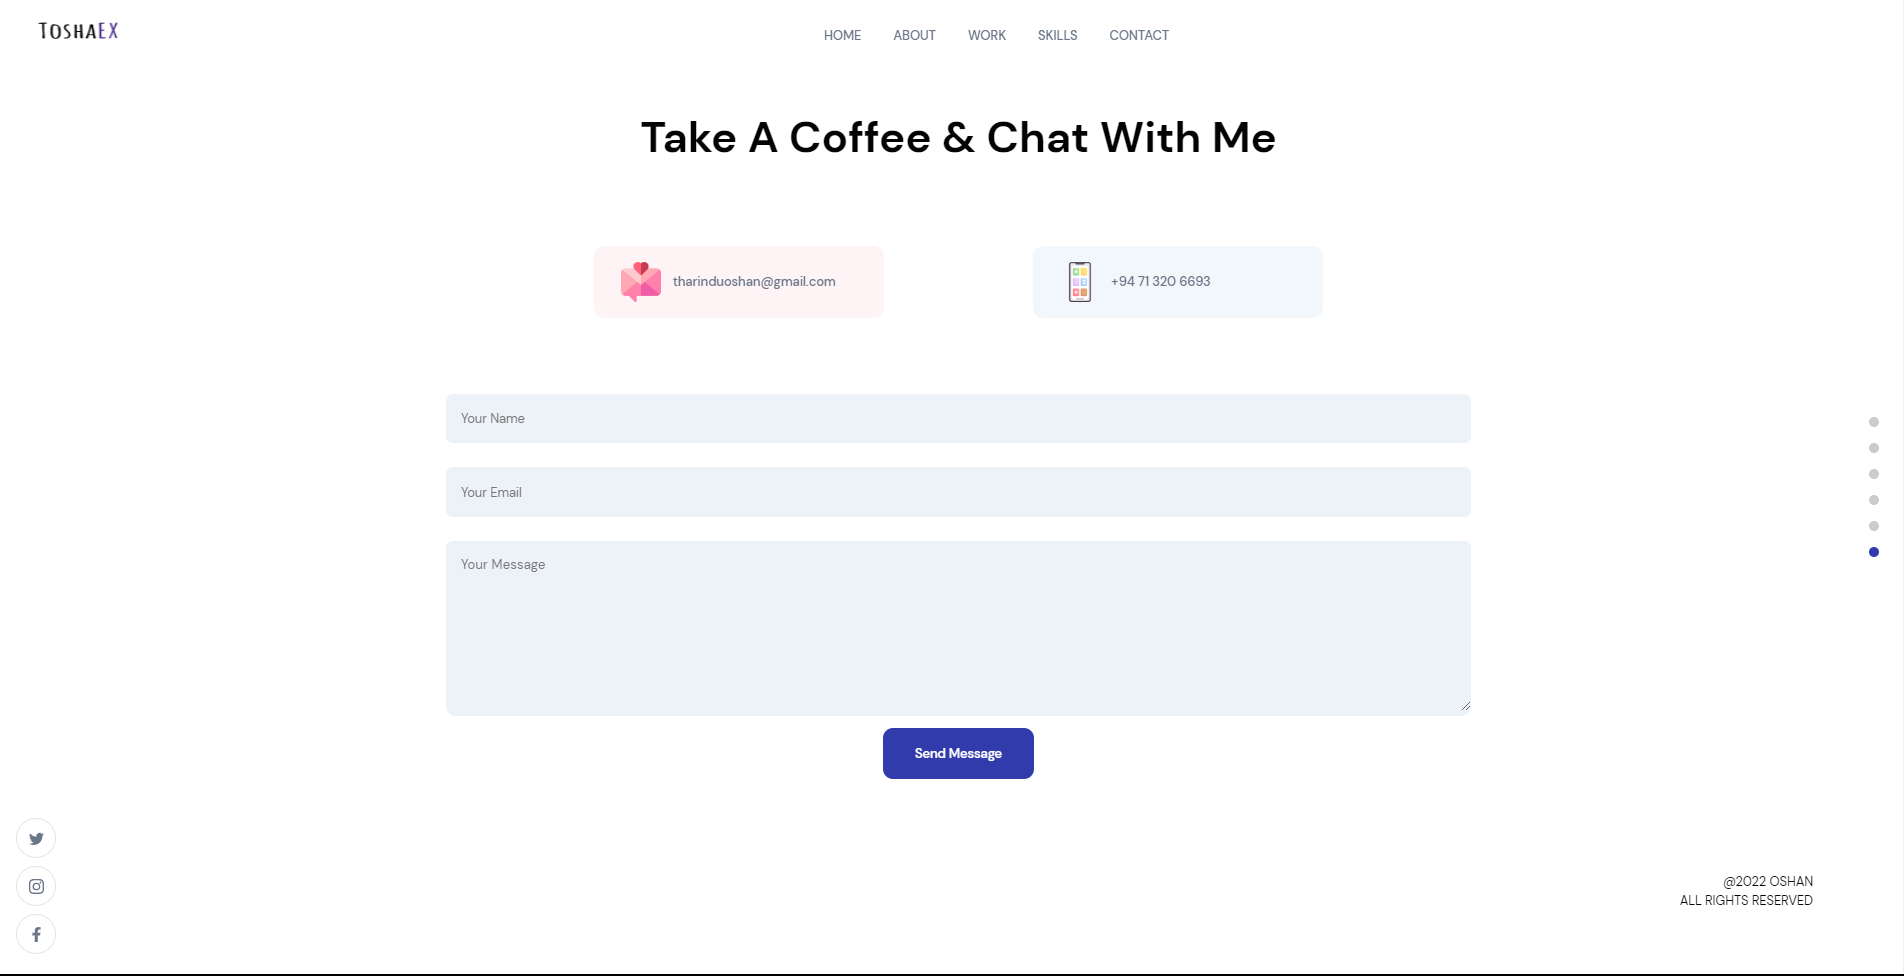 TOSHAEX
HOME ABOUT WORK SKILLS CONTACT
Take A Coffee & Chat With Me
tharinduoshan@gmail.com
+94 71 320 6693
Your Name
Your Email
Your Message
Send Message
@2022 OSHAN
ALL RIGHTS RESERVED